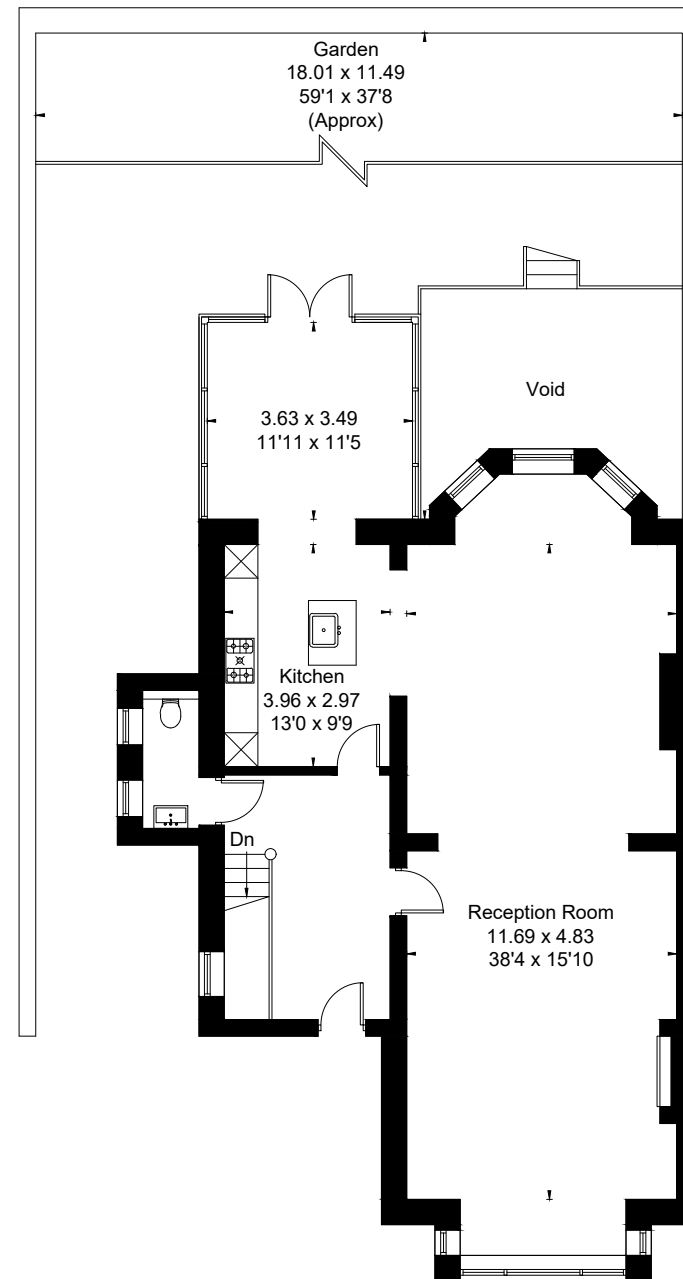 Garden
18.01 x 11.49
59'1 x 37'8
(Approx)
Void
3.63 x 3.49
11'11 x 11'5
Kitchen
3.96 x 2.97
13'0 x 9'9
Dn
Reception Room
11.69 x 4.83
38'4 x 15'10